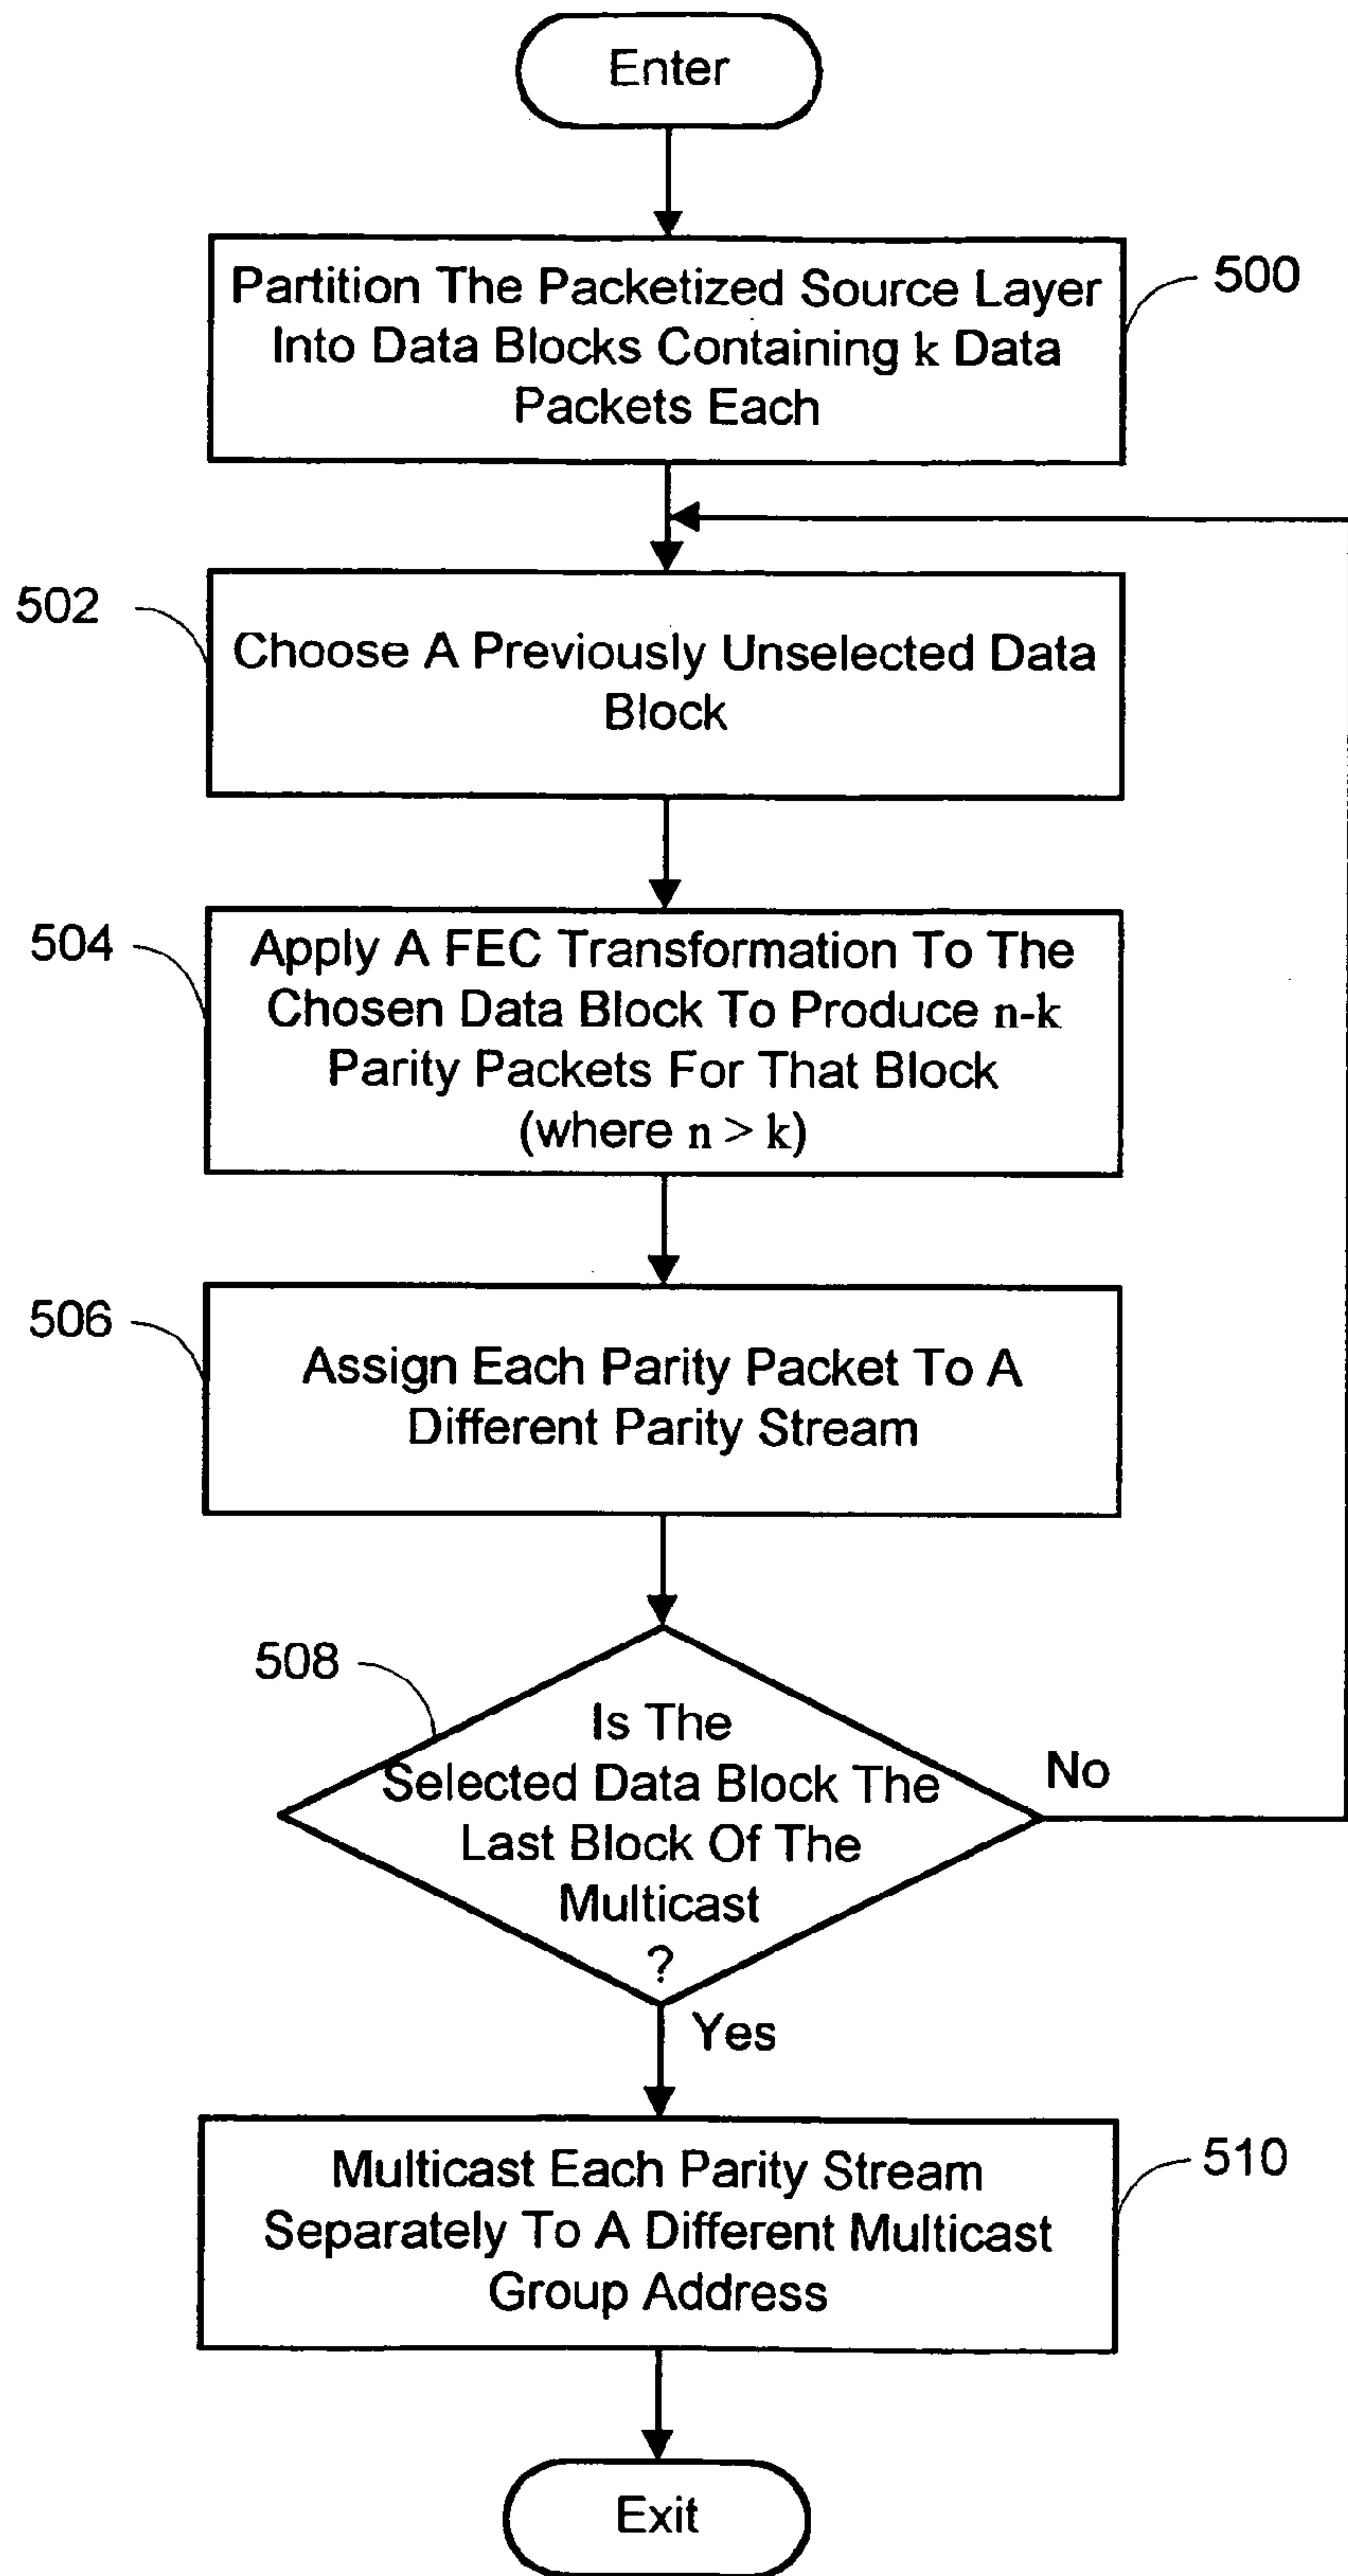 Enter
Partition The Packetized Source Layer
Into Data Blocks Containing k Data
Packets Each
500
502
Choose A Previously Unselected Data
Block
504
Apply A FEC Transformation To The
Chosen Data Block To Produce n-k
Parity Packets For That Block
(where n > k)
506
Assign Each Parity Packet To A
Different Parity Stream
508
Is The
Selected Data Block The
Last Block Of The
Multicast
?
No
Yes
Multicast Each Parity Stream
Separately To A Different Multicast
Group Address
510
Exit